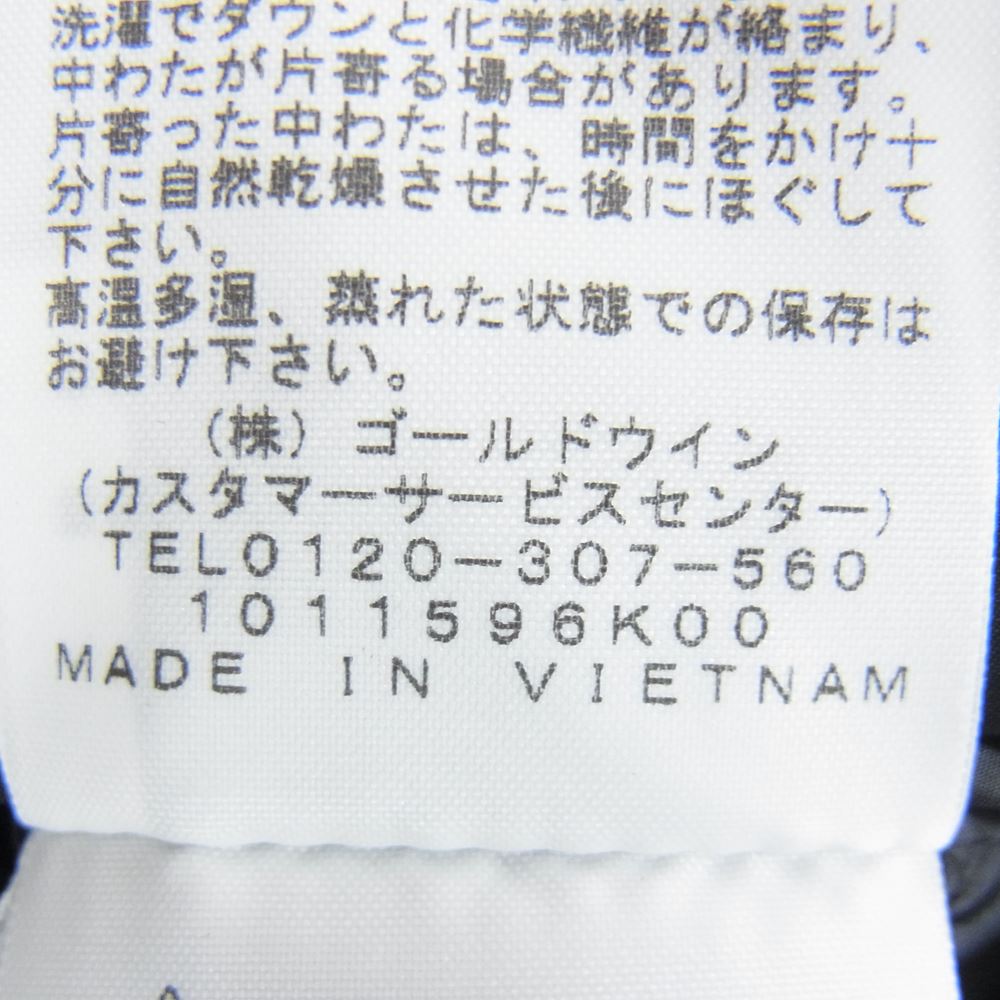 洗濯でダウンと化学繊維が絡まり、
中わたが片寄る場合があります。
片寄った中わたは、時間をかけ十
分に自然乾燥させた後にほぐして
下さい。
高温多湿、蒸れた状態での保存は
お避け下さい。
(株) ゴールドウイン
(カスタマーサービスセンター)
TEL0120-307-560
1011596K00
MADE IN VIETNAM